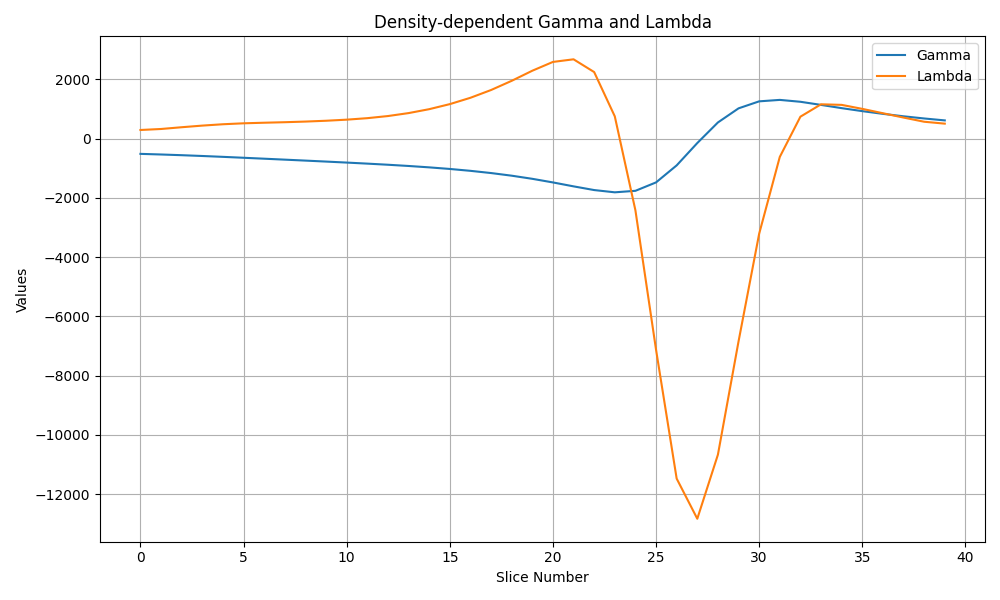 Density-dependent Gamma and Lambda
Gamma
Lambda
Values
2000
0
−2000
−4000
−6000
−8000
−10000
−12000
0 5 10 15 20 25 30 35 40
Slice Number